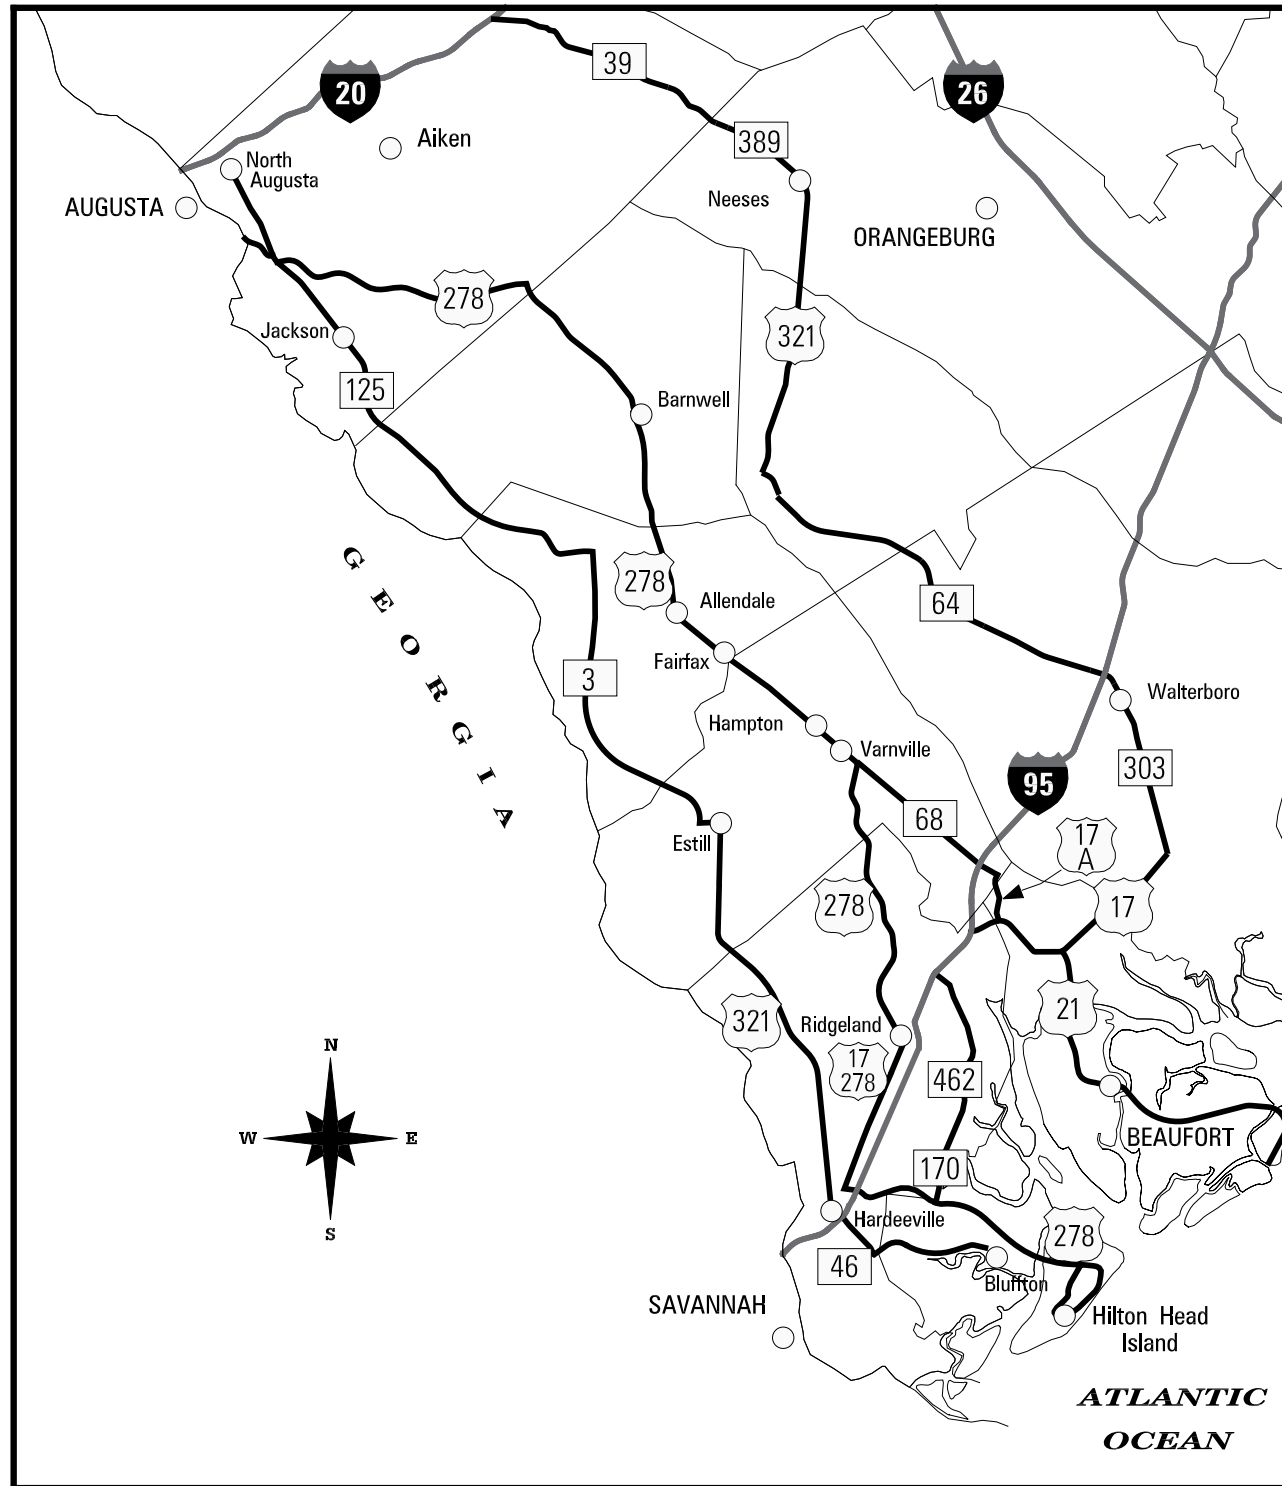 39
20
26
Aiken
389
North
Augusta
Neeses
AUGUSTA
ORANGEBURG
278
Jackson
321
125
Barnwell
GEORGIA
278
Allendale
64
Fairfax
3
Walterboro
Hampton
Varnville
303
95
68
17
A
Estill
278
17
321
21
Ridgeland
N
17
278
462
W
E
BEAUFORT
170
S
Hardeeville
278
46
Bluffton
SAVANNAH
Hilton Head
Island
ATLANTIC
OCEAN